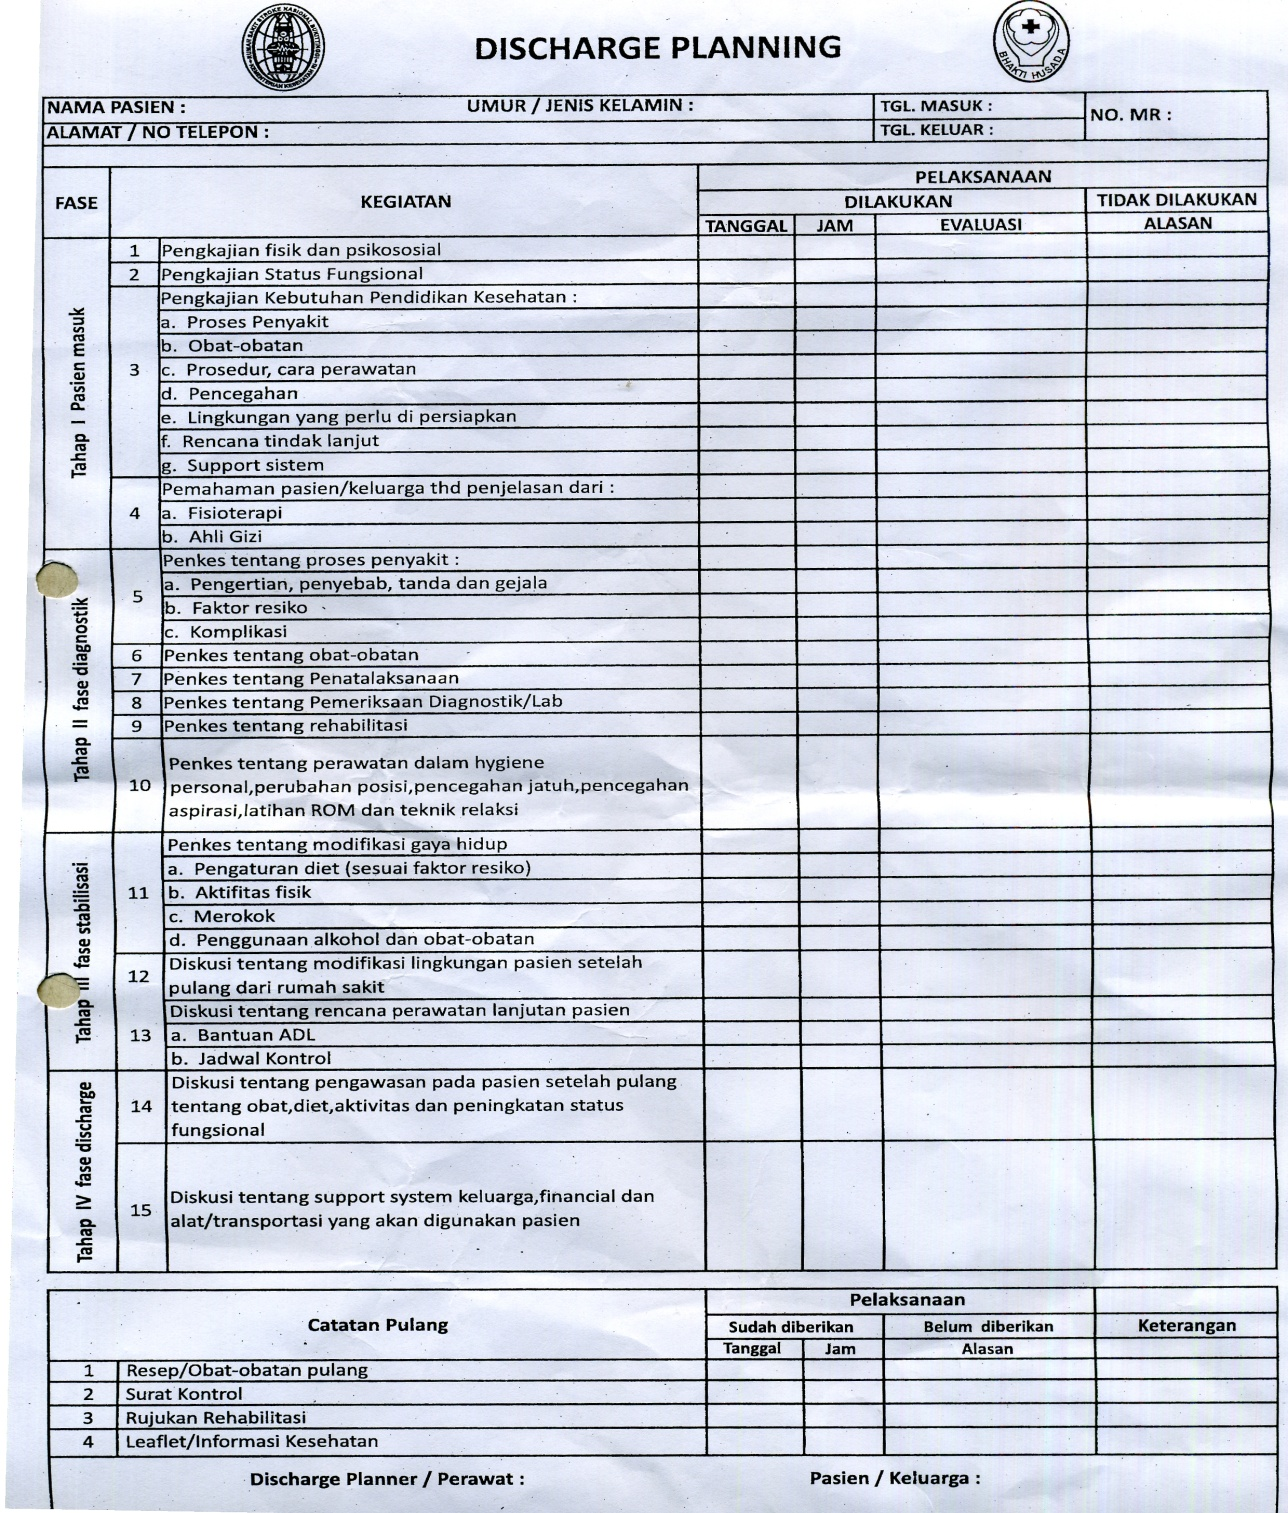 DISCHARGE PLANNING
BHAKTI HUSADA
NAMA PASIEN : UMUR / JENIS KELAMIN : TGL. MASUK : NO. MR :
ALAMAT / NO TELEPON : TGL. KELUAR :
PELAKSANAAN
FASE KEGIATAN DILAKUKAN TIDAK DILAKUKAN
TANGGAL JAM EVALUASI ALASAN
Tahap I Pasien masuk
1 Pengkajian fisik dan psikososial
2 Pengkajian Status Fungsional
3 Pengkajian Kebutuhan Pendidikan Kesehatan :
a. Proses Penyakit
b. Obat-obatan
c. Prosedur, cara perawatan
d. Pencegahan
e. Lingkungan yang perlu di persiapkan
f. Rencana tindak lanjut
g. Support sistem
4 Pemahaman pasien/keluarga thd penjelasan dari :
a. Fisioterapi
b. Ahli Gizi
Tahap II fase diagnostik
5 Penkes tentang proses penyakit :
a. Pengertian, penyebab, tanda dan gejala
b. Faktor resiko
c. Komplikasi
6 Penkes tentang obat-obatan
7 Penkes tentang Penatalaksanaan
8 Penkes tentang Pemeriksaan Diagnostik/Lab
9 Penkes tentang rehabilitasi
10 Penkes tentang perawatan dalam hygiene
personal,perubahan posisi,pencegahan jatuh,pencegahan
aspirasi,latihan ROM dan teknik relaksi
Tahap III fase stabilisasi
11 Penkes tentang modifikasi gaya hidup
a. Pengaturan diet (sesuai faktor resiko)
b. Aktifitas fisik
c. Merokok
d. Penggunaan alkohol dan obat-obatan
12 Diskusi tentang modifikasi lingkungan pasien setelah
pulang dari rumah sakit
13 Diskusi tentang rencana perawatan lanjutan pasien
a. Bantuan ADL
b. Jadwal Kontrol
Tahap IV fase discharge
14 Diskusi tentang pengawasan pada pasien setelah pulang
tentang obat,diet,aktivitas dan peningkatan status
fungsional
15 Diskusi tentang support system keluarga,financial dan
alat/transportasi yang akan digunakan pasien
Pelaksanaan
Catatan Pulang Sudah diberikan Belum diberikan Keterangan
Tanggal Jam Alasan
1 Resep/Obat-obatan pulang
2 Surat Kontrol
3 Rujukan Rehabilitasi
4 Leaflet/Informasi Kesehatan
Discharge Planner / Perawat : Pasien / Keluarga :